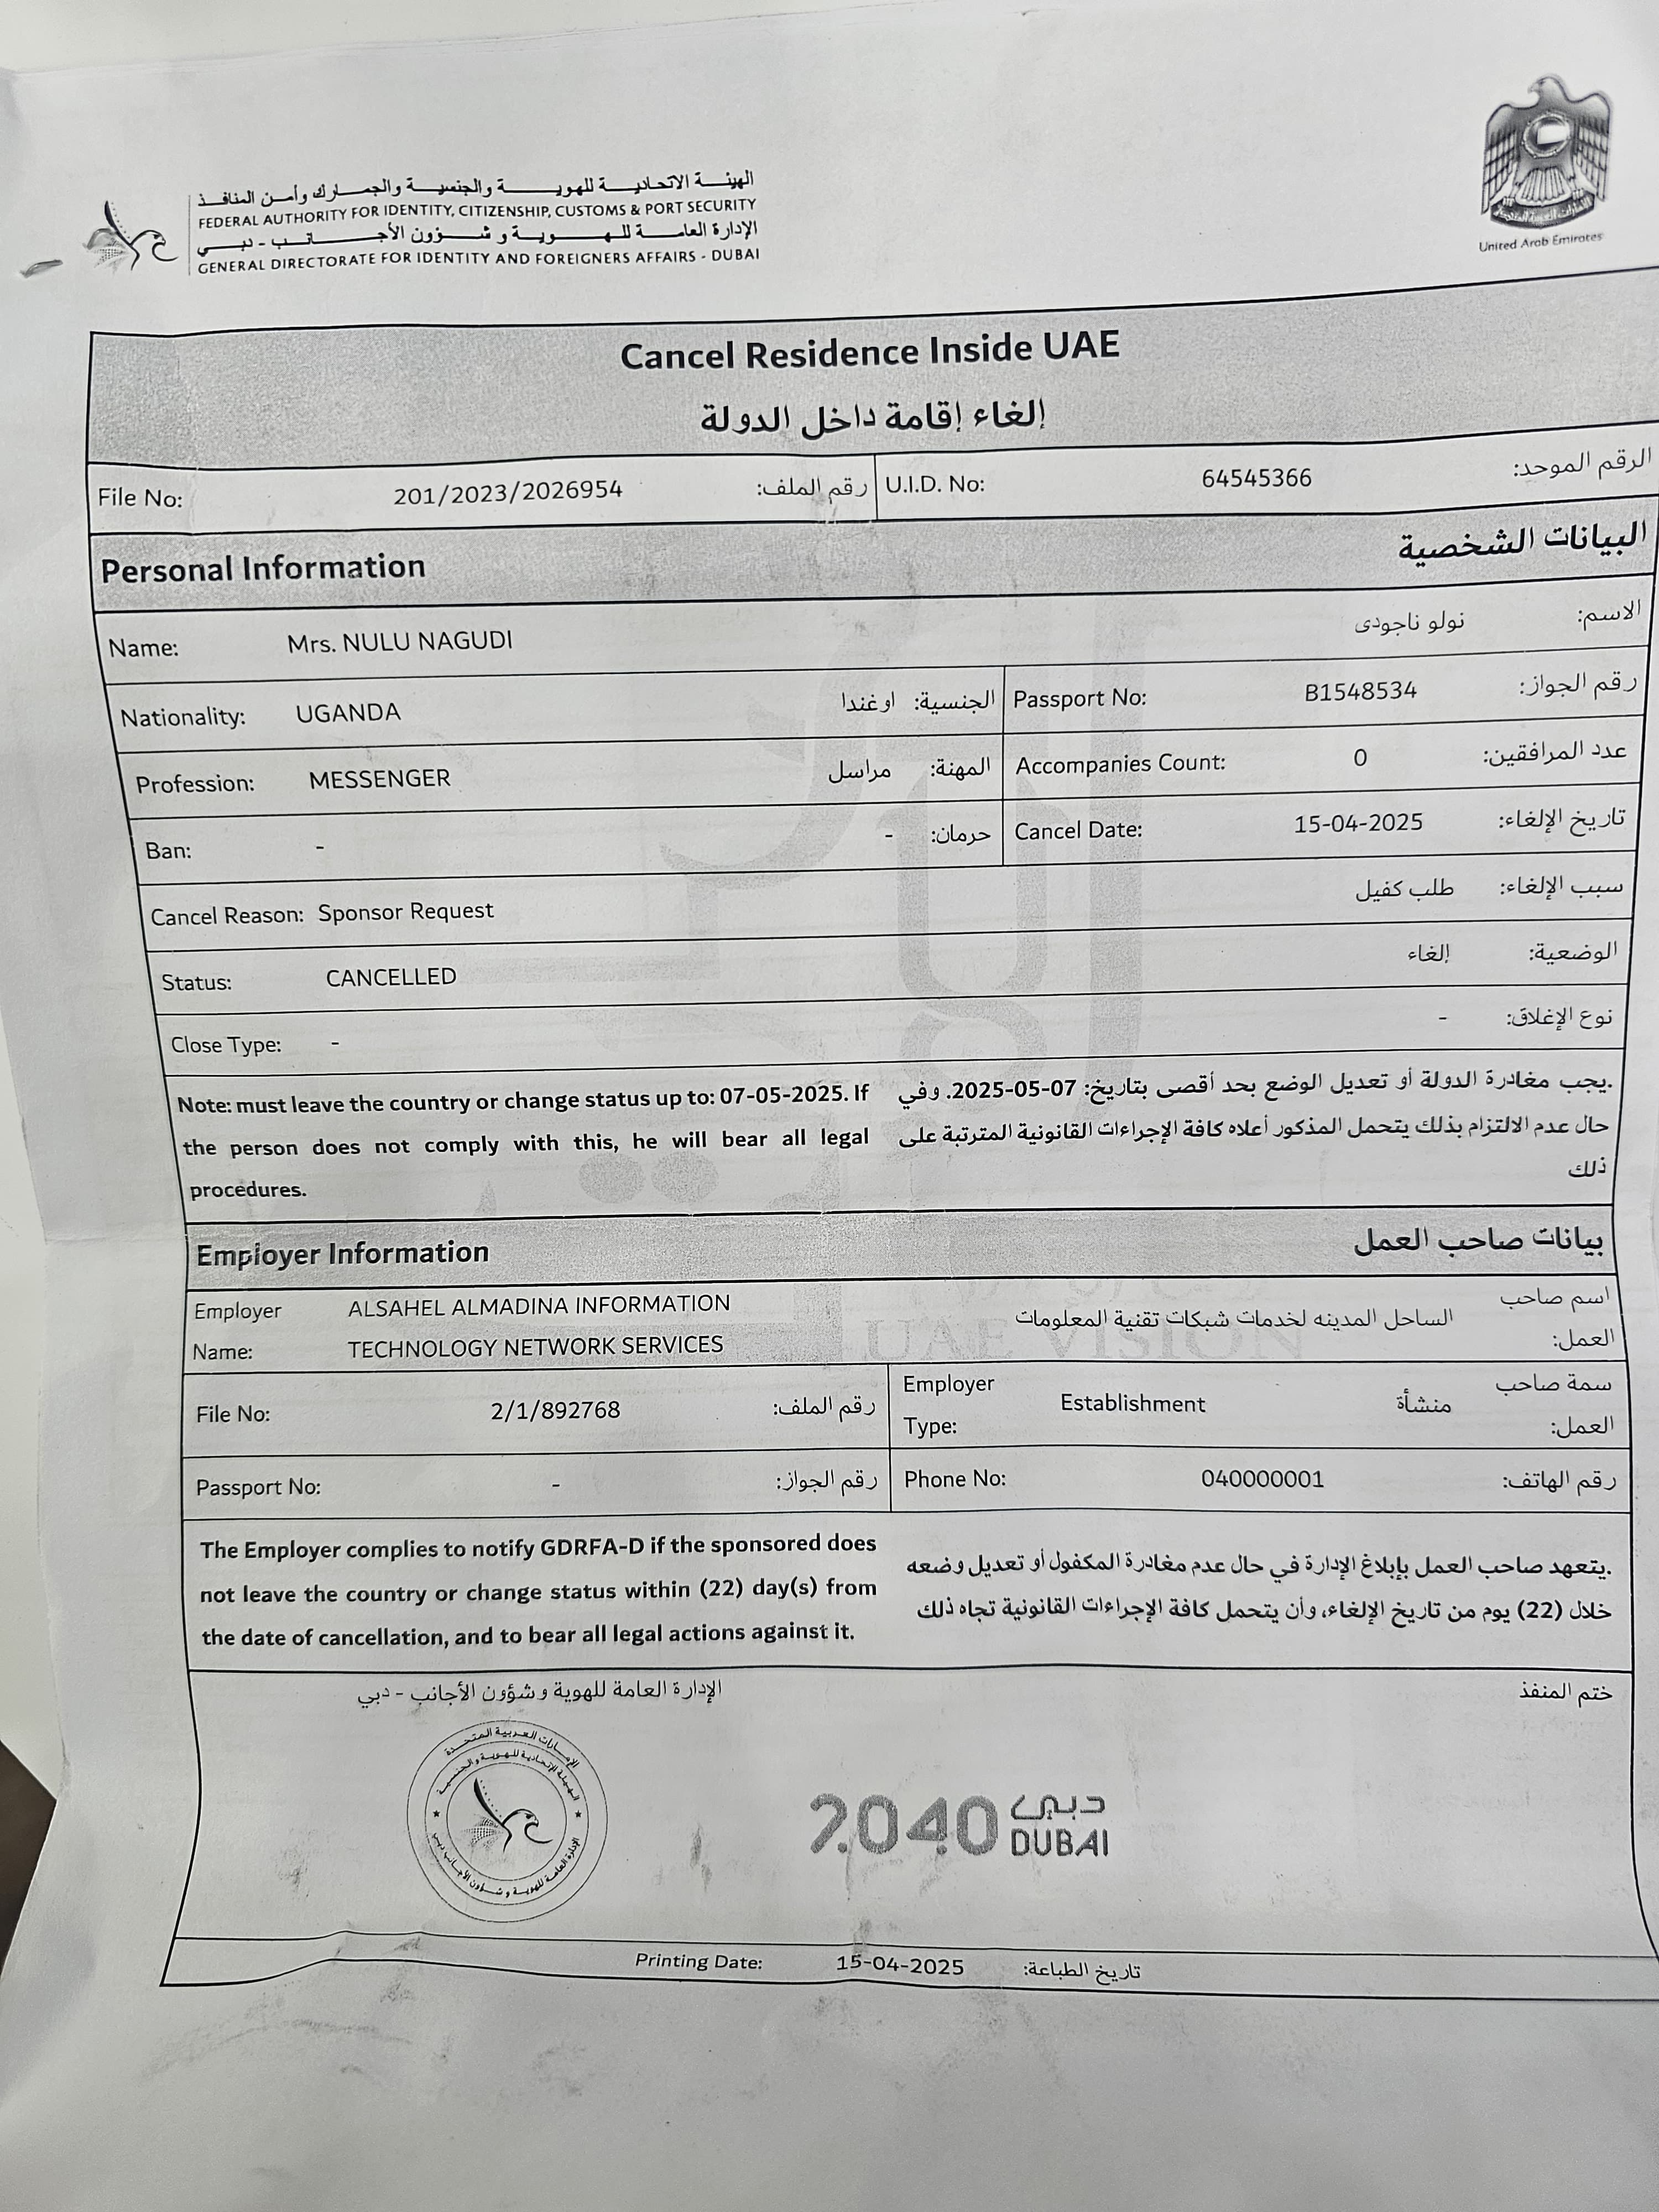 الهيئة الاتحادية للهوية والجنسية والجمارك وأمن المنافذ
FEDERAL AUTHORITY FOR IDENTITY, CITIZENSHIP, CUSTOMS & PORT SECURITY
الإدارة العامة للهوية و شؤون الأجانب - دبي
GENERAL DIRECTORATE FOR IDENTITY AND FOREIGNERS AFFAIRS - DUBAI
United Arab Emirates
Cancel Residence Inside UAE
إلغاء إقامة داخل الدولة
File No: 201/2023/2026954 رقم الملف: U.I.D. No: 64545366 الرقم الموحد:
Personal Information البيانات الشخصية
Name: Mrs. NULU NAGUDI نولو ناجودى الاسم:
Nationality: UGANDA اوغندا الجنسية: Passport No: B1548534 رقم الجواز:
Profession: MESSENGER مراسل المهنة: Accompanies Count: 0 عدد المرافقين:
Ban: - - حرمان: Cancel Date: 15-04-2025 تاريخ الإلغاء:
Cancel Reason: Sponsor Request طلب كفيل سبب الإلغاء:
Status: CANCELLED إلغاء الوضعية:
Close Type: - - نوع الإغلاق:
Note: must leave the country or change status up to: 07-05-2025. If
the person does not comply with this, he will bear all legal
procedures.
.يجب مغادرة الدولة أو تعديل الوضع بحد أقصى بتاريخ: 07-05-2025. وفي
حال عدم الالتزام بذلك يتحمل المذكور أعلاه كافة الإجراءات القانونية المترتبة على
ذلك
Employer Information بيانات صاحب العمل
Employer ALSAHEL ALMADINA INFORMATION
Name: TECHNOLOGY NETWORK SERVICES
الساحل المدينه لخدمات شبكات تقنية المعلومات
اسم صاحب
العمل:
UAE VISION
File No: 2/1/892768 رقم الملف:
Employer
Type:
Establishment منشأة
سمة صاحب
العمل:
Passport No: - رقم الجواز: Phone No: 040000001 رقم الهاتف:
The Employer complies to notify GDRFA-D if the sponsored does
not leave the country or change status within (22) day(s) from
the date of cancellation, and to bear all legal actions against it.
.يتعهد صاحب العمل بإبلاغ الإدارة في حال عدم مغادرة المكفول أو تعديل وضعه
خلال (22) يوم من تاريخ الإلغاء، وأن يتحمل كافة الإجراءات القانونية تجاه ذلك
الإدارة العامة للهوية و شؤون الأجانب - دبي
ختم المنفذ
الإمارات العربية المتحدة
الهيئة الاتحادية للهوية والجنسية
الإدارة العامة للهوية و شؤون الأجانب دبي
2040 دبي
DUBAI
Printing Date: 15-04-2025 تاريخ الطباعة: